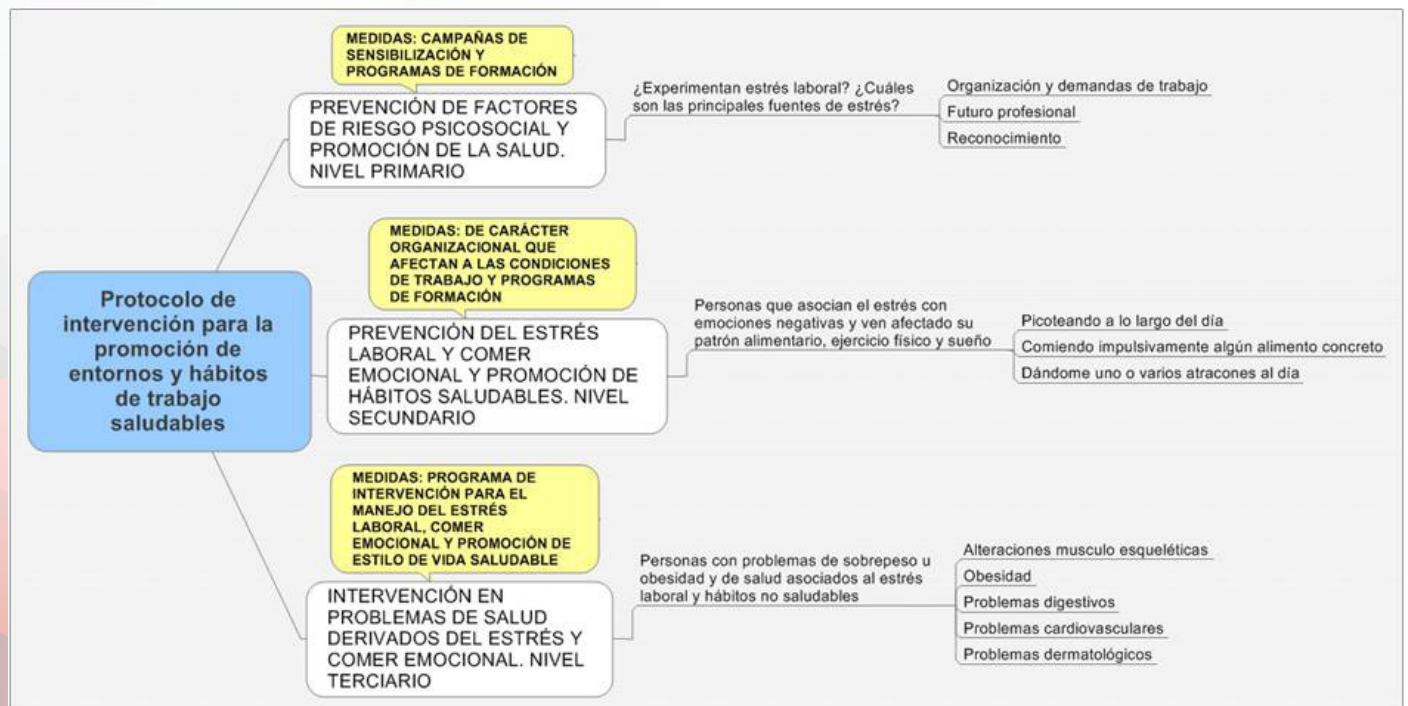 MEDIDAS: CAMPAÑAS DE
SENSIBILIZACIÓN Y
PROGRAMAS DE FORMACIÓN
PREVENCIÓN DE FACTORES
DE RIESGO PSICOSOCIAL Y
PROMOCIÓN DE LA SALUD.
NIVEL PRIMARIO
¿Experimentan estrés laboral? ¿Cuáles
son las principales fuentes de estrés?
Organización y demandas de trabajo
Futuro profesional
Reconocimiento
Protocolo de
intervención para la
promoción de
entornos y hábitos
de trabajo
saludables
MEDIDAS: DE CARÁCTER
ORGANIZACIONAL QUE
AFECTAN A LAS CONDICIONES
DE TRABAJO Y PROGRAMAS
DE FORMACIÓN
PREVENCIÓN DEL ESTRÉS
LABORAL Y COMER
EMOCIONAL Y PROMOCIÓN DE
HÁBITOS SALUDABLES. NIVEL
SECUNDARIO
Personas que asocian el estrés con
emociones negativas y ven afectado su
patrón alimentario, ejercicio físico y sueño
Picoteando a lo largo del día
Comiendo impulsivamente algún alimento concreto
Dándome uno o varios atracones al día
MEDIDAS: PROGRAMA DE
INTERVENCIÓN PARA EL
MANEJO DEL ESTRÉS
LABORAL, COMER
EMOCIONAL Y PROMOCIÓN DE
ESTILO DE VIDA SALUDABLE
INTERVENCIÓN EN
PROBLEMAS DE SALUD
DERIVADOS DEL ESTRÉS Y
COMER EMOCIONAL. NIVEL
TERCIARIO
Personas con problemas de sobrepeso u
obesidad y de salud asociados al estrés
laboral y hábitos no saludables
Alteraciones musculo esqueléticas
Obesidad
Problemas digestivos
Problemas cardiovasculares
Problemas dermatológicos